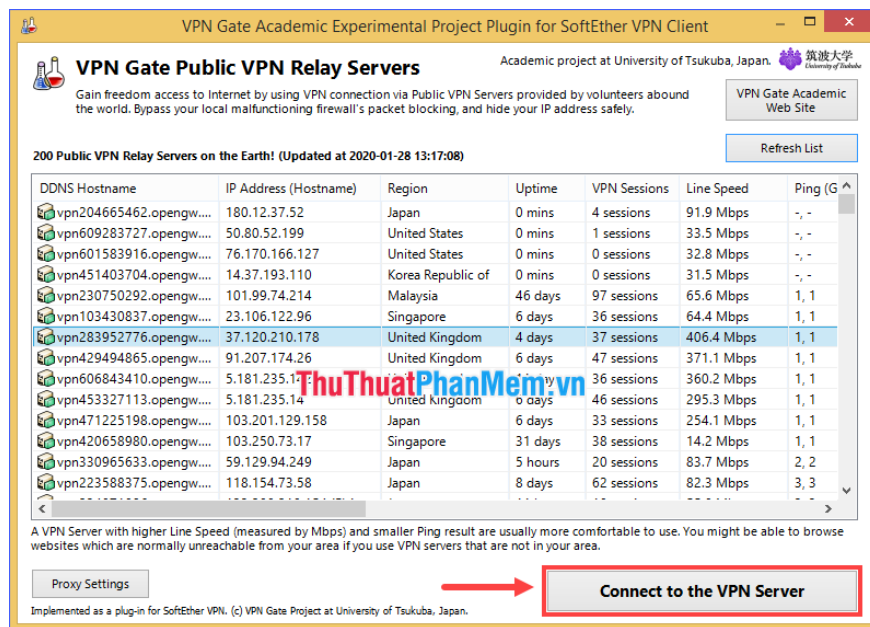 VPN Gate Academic Experimental Project Plugin for SoftEther VPN Client
VPN Gate Public VPN Relay Servers
Academic project at University of Tsukuba, Japan.
筑波大学
University of Tsukuba
Gain freedom access to Internet by using VPN connection via Public VPN Servers provided by volunteers abound
the world. Bypass your local malfunctioning firewall's packet blocking, and hide your IP address safely.
VPN Gate Academic
Web Site
Refresh List
200 Public VPN Relay Servers on the Earth! (Updated at 2020-01-28 13:17:08)
DDNS Hostname IP Address (Hostname) Region Uptime VPN Sessions Line Speed Ping (G
vpn204665462.opengw.... 180.12.37.52 Japan 0 mins 4 sessions 91.9 Mbps -, -
vpn609283727.opengw.... 50.80.52.199 United States 0 mins 1 sessions 33.5 Mbps -, -
vpn601583916.opengw.... 76.170.166.127 United States 0 mins 0 sessions 32.8 Mbps -, -
vpn451403704.opengw.... 14.37.193.110 Korea Republic of 0 mins 0 sessions 31.5 Mbps -, -
vpn230750292.opengw.... 101.99.74.214 Malaysia 46 days 97 sessions 65.6 Mbps 1, 1
vpn103430837.opengw.... 23.106.122.96 Singapore 6 days 36 sessions 64.4 Mbps 1, 1
vpn283952776.opengw.... 37.120.210.178 United Kingdom 4 days 37 sessions 406.4 Mbps 1, 1
vpn429494865.opengw.... 91.207.174.26 United Kingdom 6 days 47 sessions 371.1 Mbps 1, 1
vpn606843410.opengw.... 36 sessions 360.2 Mbps 1, 1
ThuThuatPhanMem.vn
vpn453327113.opengw.... 5.181.235.14 United Kingdom 6 days 46 sessions 295.3 Mbps 1, 1
vpn471225198.opengw.... 103.201.129.158 Japan 6 days 33 sessions 254.1 Mbps 1, 1
vpn420658980.opengw.... 103.250.73.17 Singapore 31 days 38 sessions 14.2 Mbps 1, 1
vpn330965633.opengw.... 59.129.94.249 Japan 5 hours 20 sessions 83.7 Mbps 2, 2
vpn223588375.opengw.... 118.154.73.58 Japan 8 days 62 sessions 82.3 Mbps 3, 3
A VPN Server with higher Line Speed (measured by Mbps) and smaller Ping result are usually more comfortable to use. You might be able to browse
websites which are normally unreachable from your area if you use VPN servers that are not in your area.
Proxy Settings
Connect to the VPN Server
Implemented as a plug-in for SoftEther VPN. (c) VPN Gate Project at University of Tsukuba, Japan.